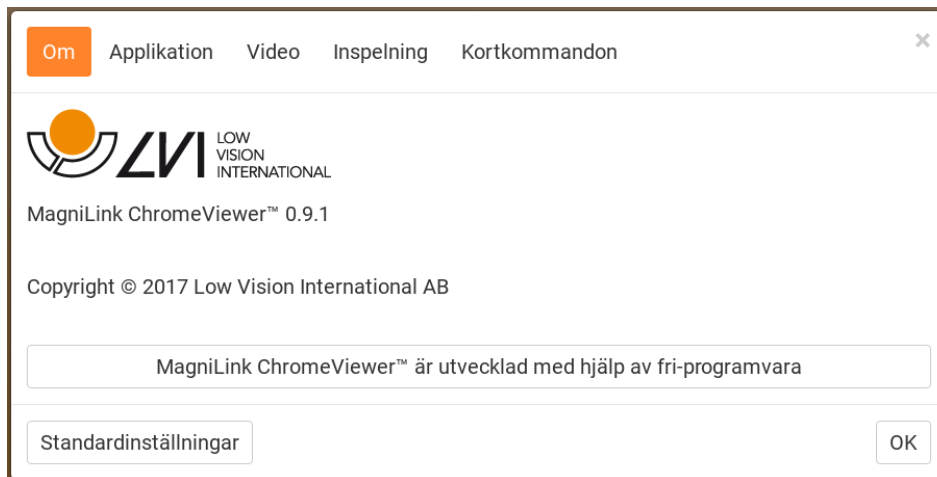 Om Applikation Video Inspelning Kortkommandon ×
LVI LOW
VISION
INTERNATIONAL
MagniLink ChromeViewer™ 0.9.1
Copyright © 2017 Low Vision International AB
MagniLink ChromeViewer™ är utvecklad med hjälp av fri-programvara
Standardinställningar OK